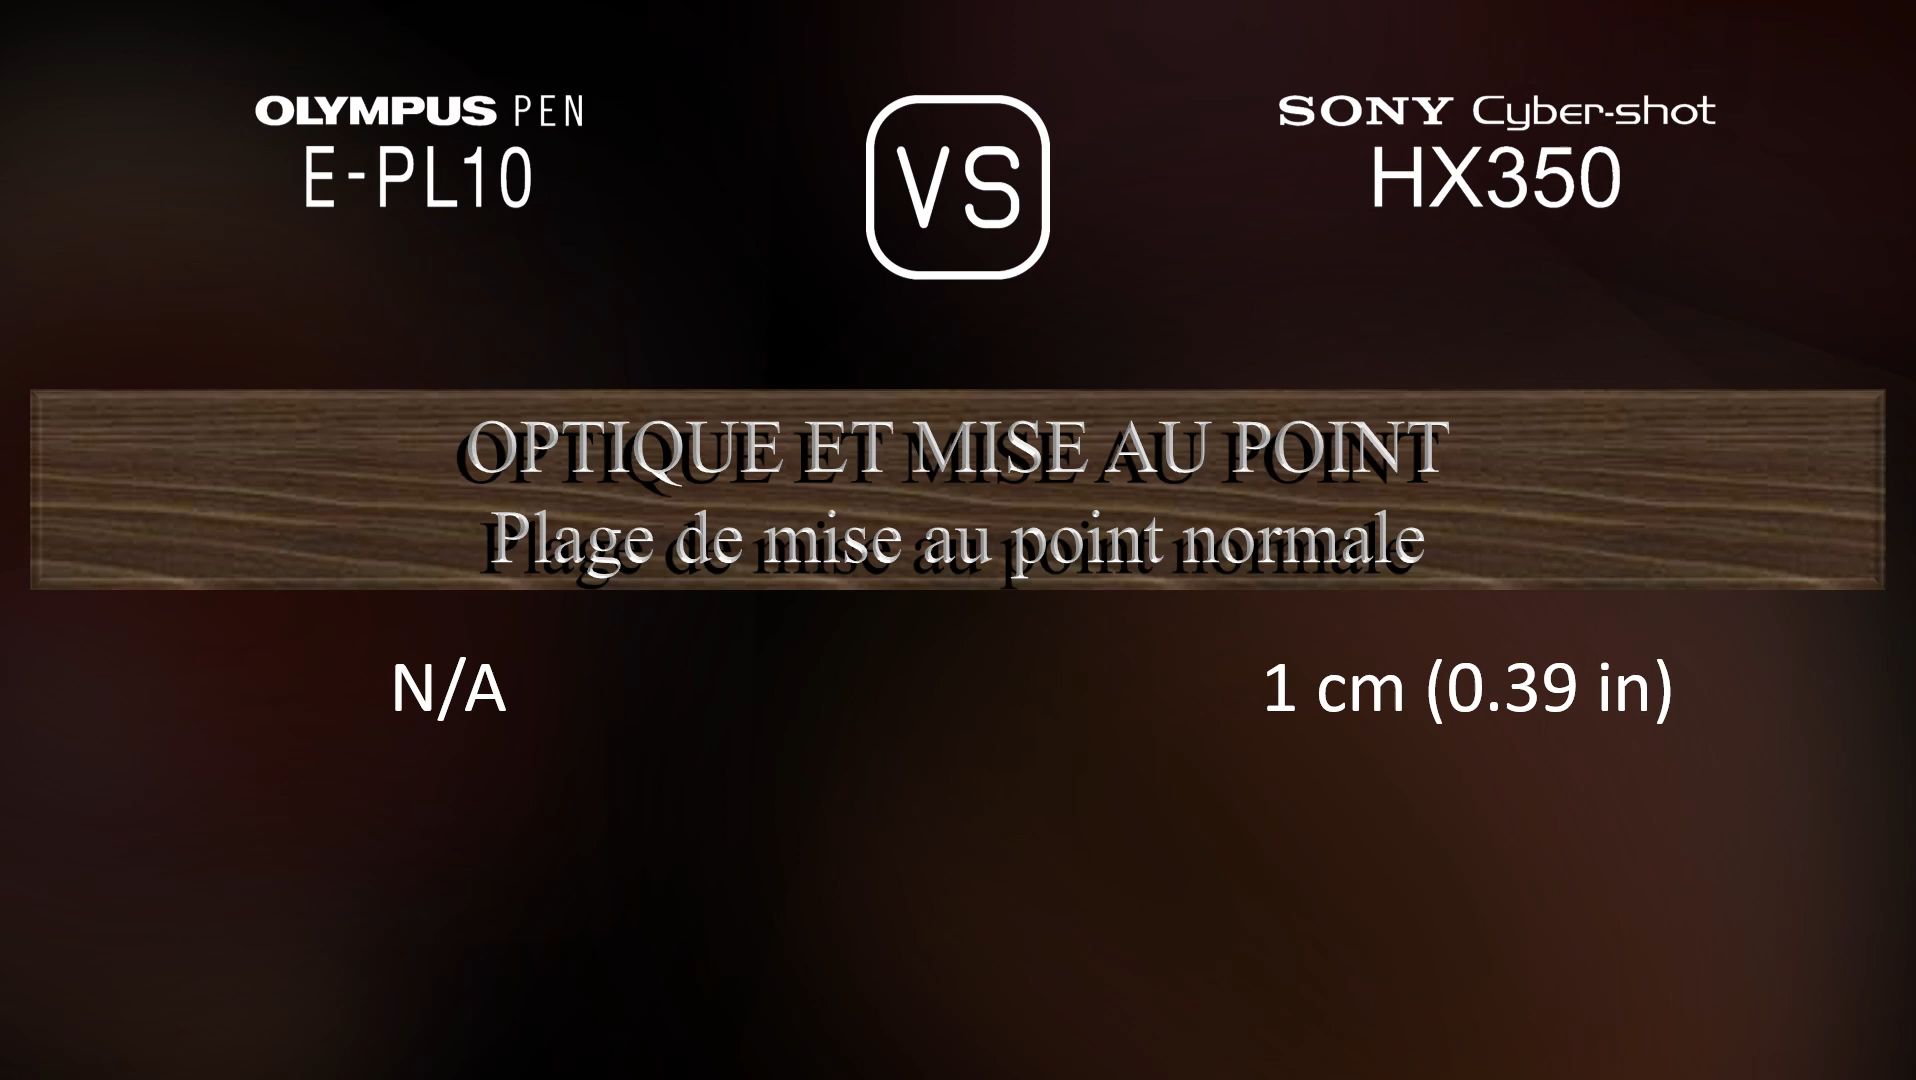 OLYMPUS PEN
E-PL10
VS
SONY Cyber-shot
HX350
OPTIQUE ET MISE AU POINT
Plage de mise au point normale
N/A
1 cm (0.39 in)